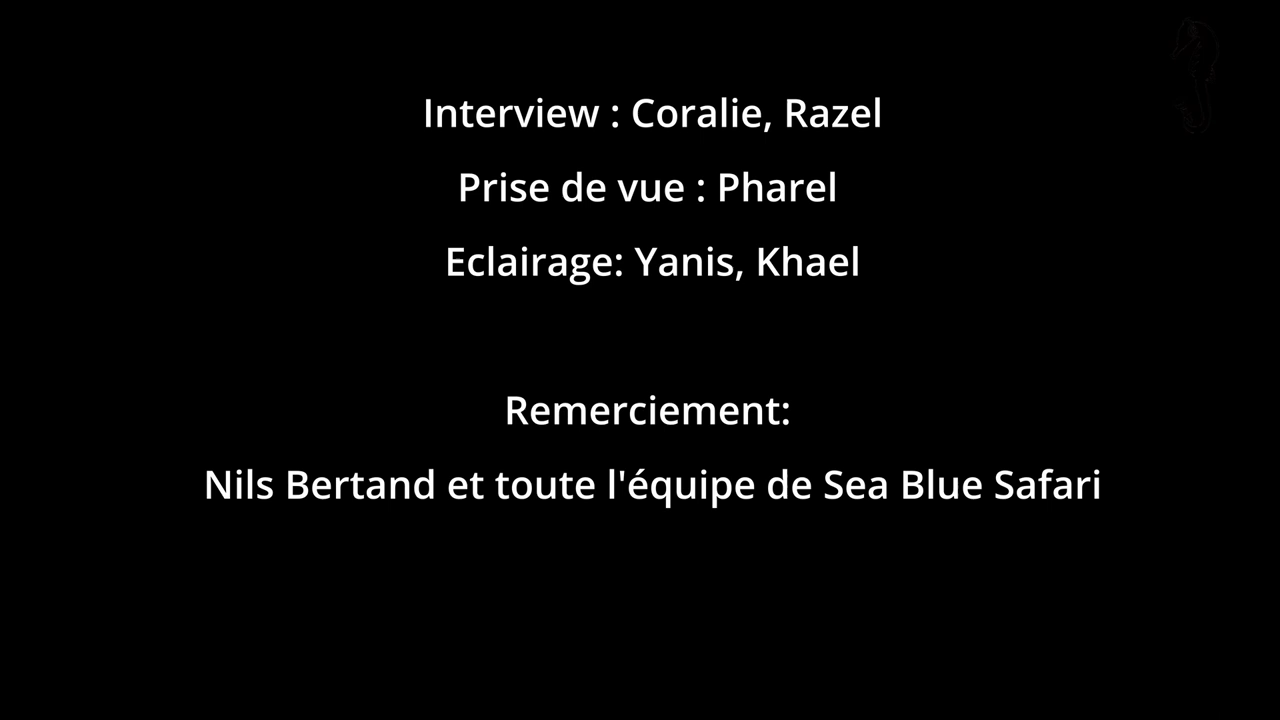 Interview : Coralie, Razel
Prise de vue : Pharel
Eclairage: Yanis, Khael
Remerciement:
Nils Bertand et toute l'équipe de Sea Blue Safari